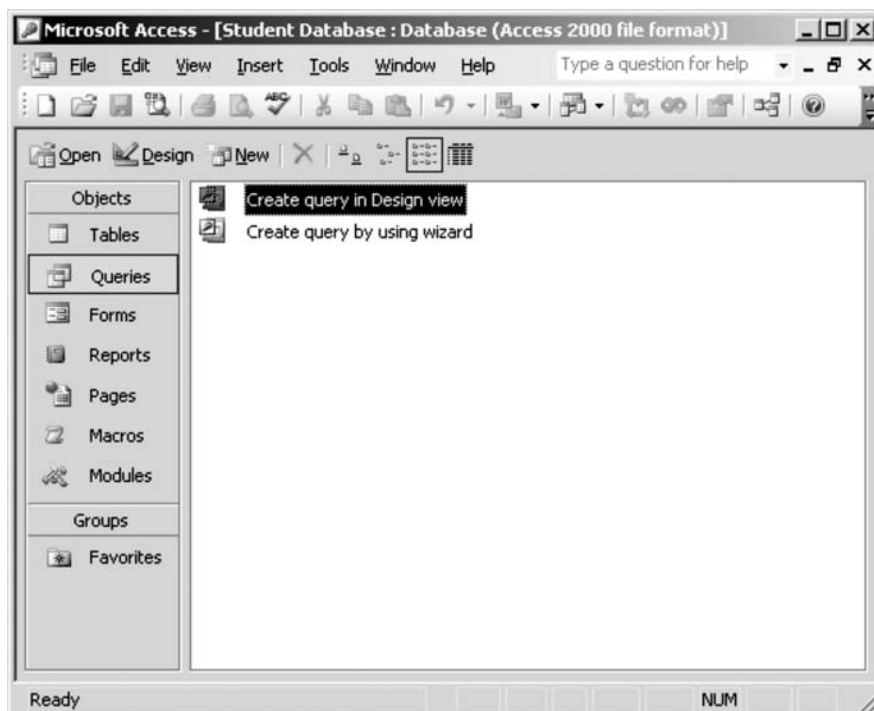 Microsoft Access - [Student Database : Database (Access 2000 file format)]
File Edit View Insert Tools Window Help Type a question for help
ABC
Open Design New
Objects
Tables
Queries
Forms
Reports
Pages
Macros
Modules
Groups
Favorites
Create query in Design view
Create query by using wizard
Ready NUM